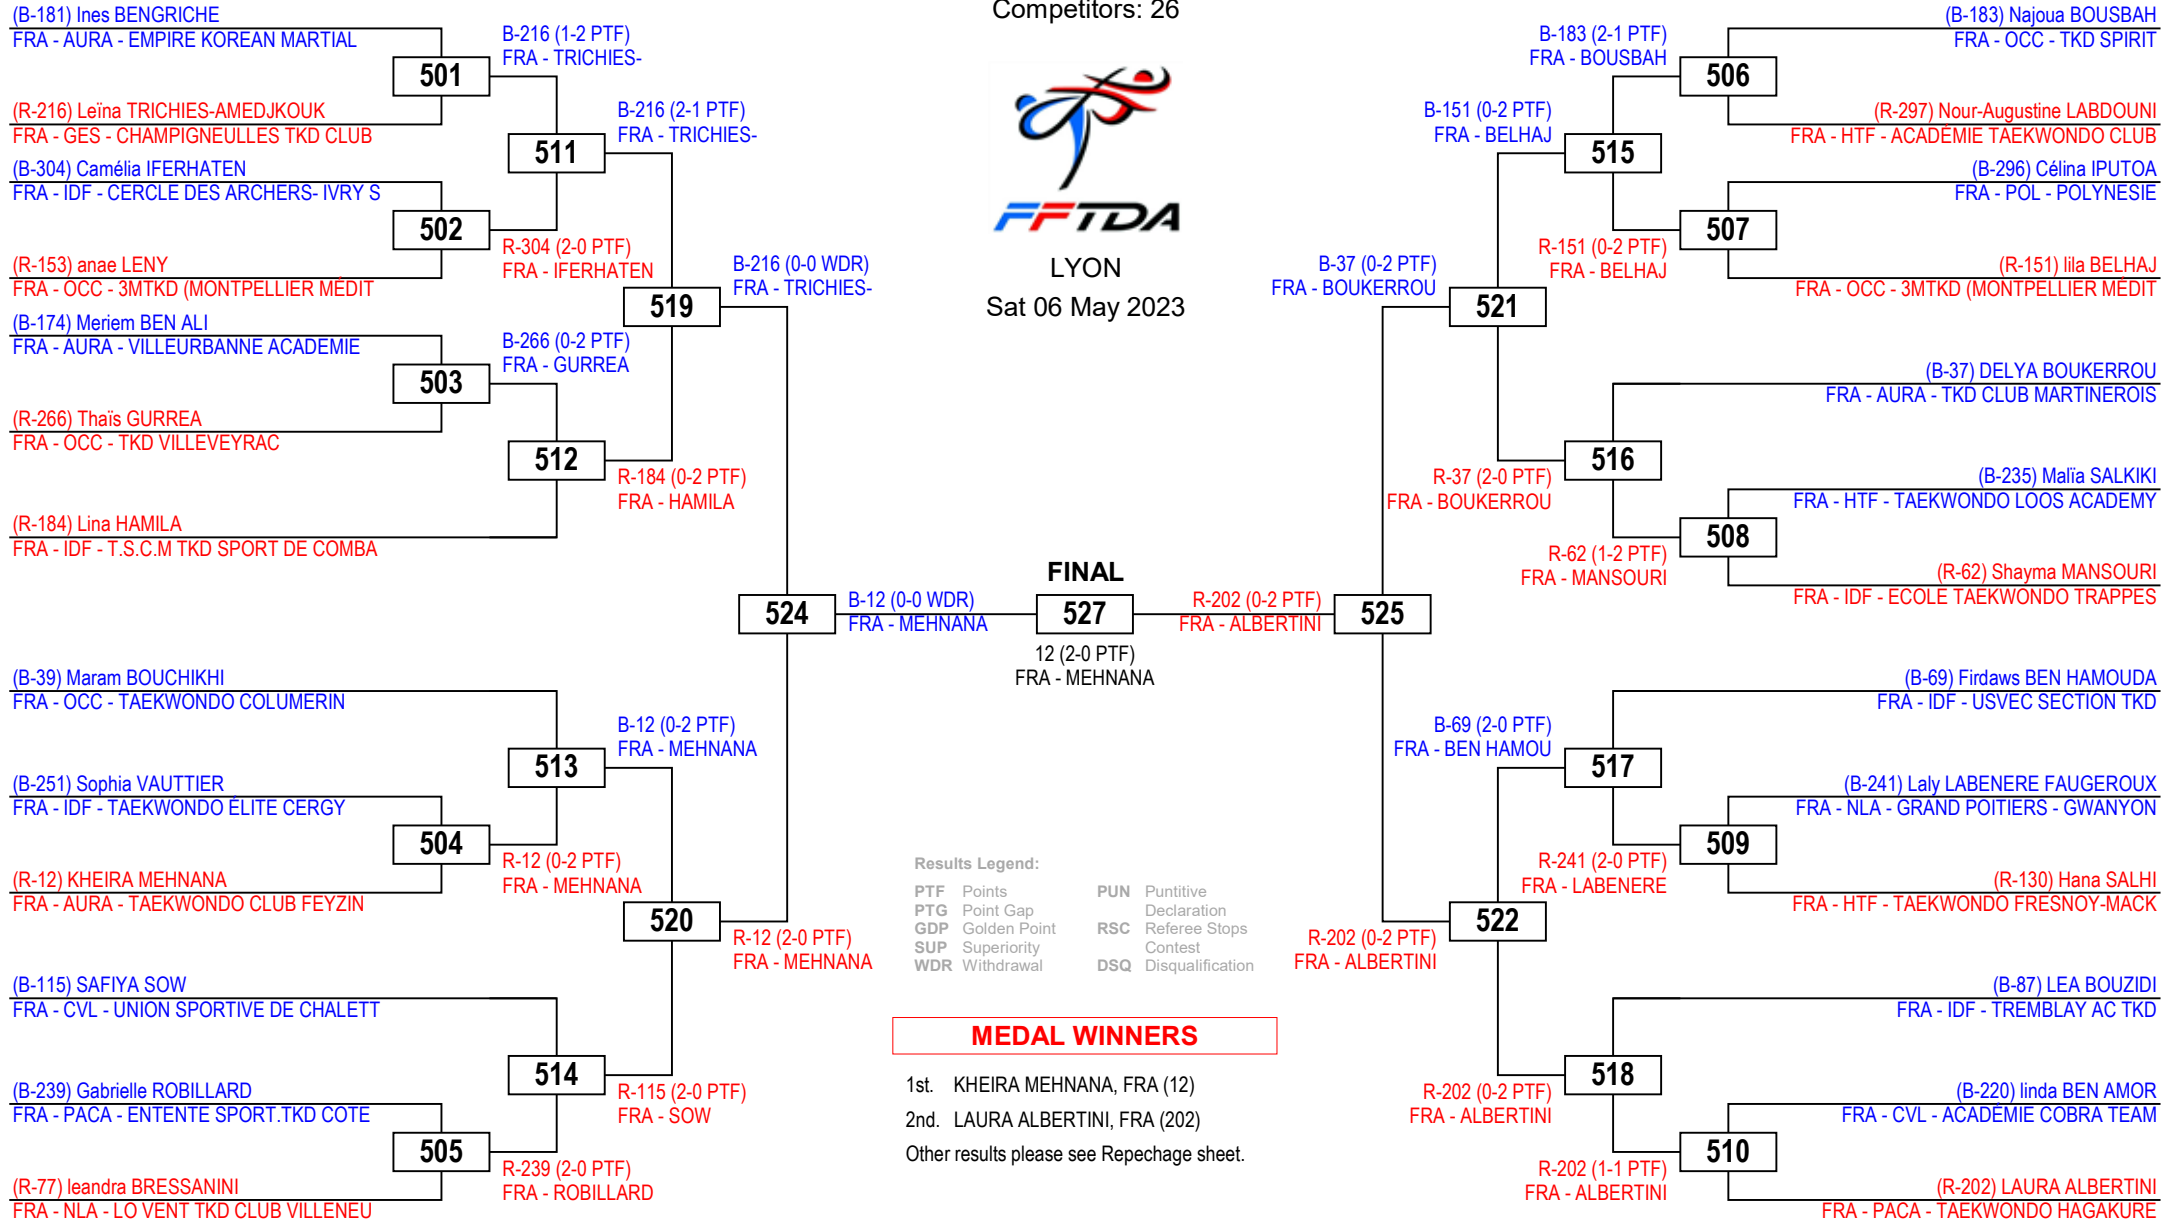 Competitors: 26
FFTDA
LYON
Sat 06 May 2023
(B-181) Ines BENGRICHE
FRA - AURA - EMPIRE KOREAN MARTIAL
501
(R-216) Leïna TRICHIES-AMEDJKOUK
FRA - GES - CHAMPIGNEULLES TKD CLUB
(B-304) Camélia IFERHATEN
FRA - IDF - CERCLE DES ARCHERS- IVRY S
502
(R-153) anae LENY
FRA - OCC - 3MTKD (MONTPELLIER MÉDIT
(B-174) Meriem BEN ALI
FRA - AURA - VILLEURBANNE ACADEMIE
503
(R-266) Thaïs GURREA
FRA - OCC - TKD VILLEVEYRAC
(R-184) Lina HAMILA
FRA - IDF - T.S.C.M TKD SPORT DE COMBA
(B-39) Maram BOUCHIKHI
FRA - OCC - TAEKWONDO COLUMERIN
(B-251) Sophia VAUTTIER
FRA - IDF - TAEKWONDO ÉLITE CERGY
504
(R-12) KHEIRA MEHNANA
FRA - AURA - TAEKWONDO CLUB FEYZIN
(B-115) SAFIYA SOW
FRA - CVL - UNION SPORTIVE DE CHALETT
(B-239) Gabrielle ROBILLARD
FRA - PACA - ENTENTE SPORT.TKD COTE
505
(R-77) leandra BRESSANINI
FRA - NLA - LO VENT TKD CLUB VILLENEU
B-216 (1-2 PTF)
FRA - TRICHIES-
511
R-304 (2-0 PTF)
FRA - IFERHATEN
B-266 (0-2 PTF)
FRA - GURREA
512
513
R-12 (0-2 PTF)
FRA - MEHNANA
514
R-239 (2-0 PTF)
FRA - ROBILLARD
B-216 (2-1 PTF)
FRA - TRICHIES-
519
R-184 (0-2 PTF)
FRA - HAMILA
B-12 (0-2 PTF)
FRA - MEHNANA
520
R-115 (2-0 PTF)
FRA - SOW
B-216 (0-0 WDR)
FRA - TRICHIES-
524
R-12 (2-0 PTF)
FRA - MEHNANA
B-12 (0-0 WDR)
FRA - MEHNANA
FINAL
527
12 (2-0 PTF)
FRA - MEHNANA
R-202 (0-2 PTF)
FRA - ALBERTINI
525
B-37 (0-2 PTF)
FRA - BOUKERROU
R-202 (0-2 PTF)
FRA - ALBERTINI
B-151 (0-2 PTF)
FRA - BELHAJ
521
R-37 (2-0 PTF)
FRA - BOUKERROU
B-69 (2-0 PTF)
FRA - BEN HAMOU
522
R-202 (0-2 PTF)
FRA - ALBERTINI
B-183 (2-1 PTF)
FRA - BOUSBAH
515
R-151 (0-2 PTF)
FRA - BELHAJ
516
R-62 (1-2 PTF)
FRA - MANSOURI
517
R-241 (2-0 PTF)
FRA - LABENERE
518
R-202 (1-1 PTF)
FRA - ALBERTINI
(B-183) Najoua BOUSBAH
FRA - OCC - TKD SPIRIT
506
(R-297) Nour-Augustine LABDOUNI
FRA - HTF - ACADÉMIE TAEKWONDO CLUB
(B-296) Célina IPUTOA
FRA - POL - POLYNESIE
507
(R-151) lila BELHAJ
FRA - OCC - 3MTKD (MONTPELLIER MÉDIT
(B-37) DELYA BOUKERROU
FRA - AURA - TKD CLUB MARTINEROIS
(B-235) Malïa SALKIKI
FRA - HTF - TAEKWONDO LOOS ACADEMY
508
(R-62) Shayma MANSOURI
FRA - IDF - ECOLE TAEKWONDO TRAPPES
(B-69) Firdaws BEN HAMOUDA
FRA - IDF - USVEC SECTION TKD
(B-241) Laly LABENERE FAUGEROUX
FRA - NLA - GRAND POITIERS - GWANYON
509
(R-130) Hana SALHI
FRA - HTF - TAEKWONDO FRESNOY-MACK
(B-87) LEA BOUZIDI
FRA - IDF - TREMBLAY AC TKD
(B-220) linda BEN AMOR
FRA - CVL - ACADÉMIE COBRA TEAM
510
(R-202) LAURA ALBERTINI
FRA - PACA - TAEKWONDO HAGAKURE
Results Legend:
PTF Points
PTG Point Gap
GDP Golden Point
SUP Superiority
WDR Withdrawal
PUN Puntitive
Declaration
RSC Referee Stops
Contest
DSQ Disqualification
MEDAL WINNERS
1st. KHEIRA MEHNANA, FRA (12)
2nd. LAURA ALBERTINI, FRA (202)
Other results please see Repechage sheet.